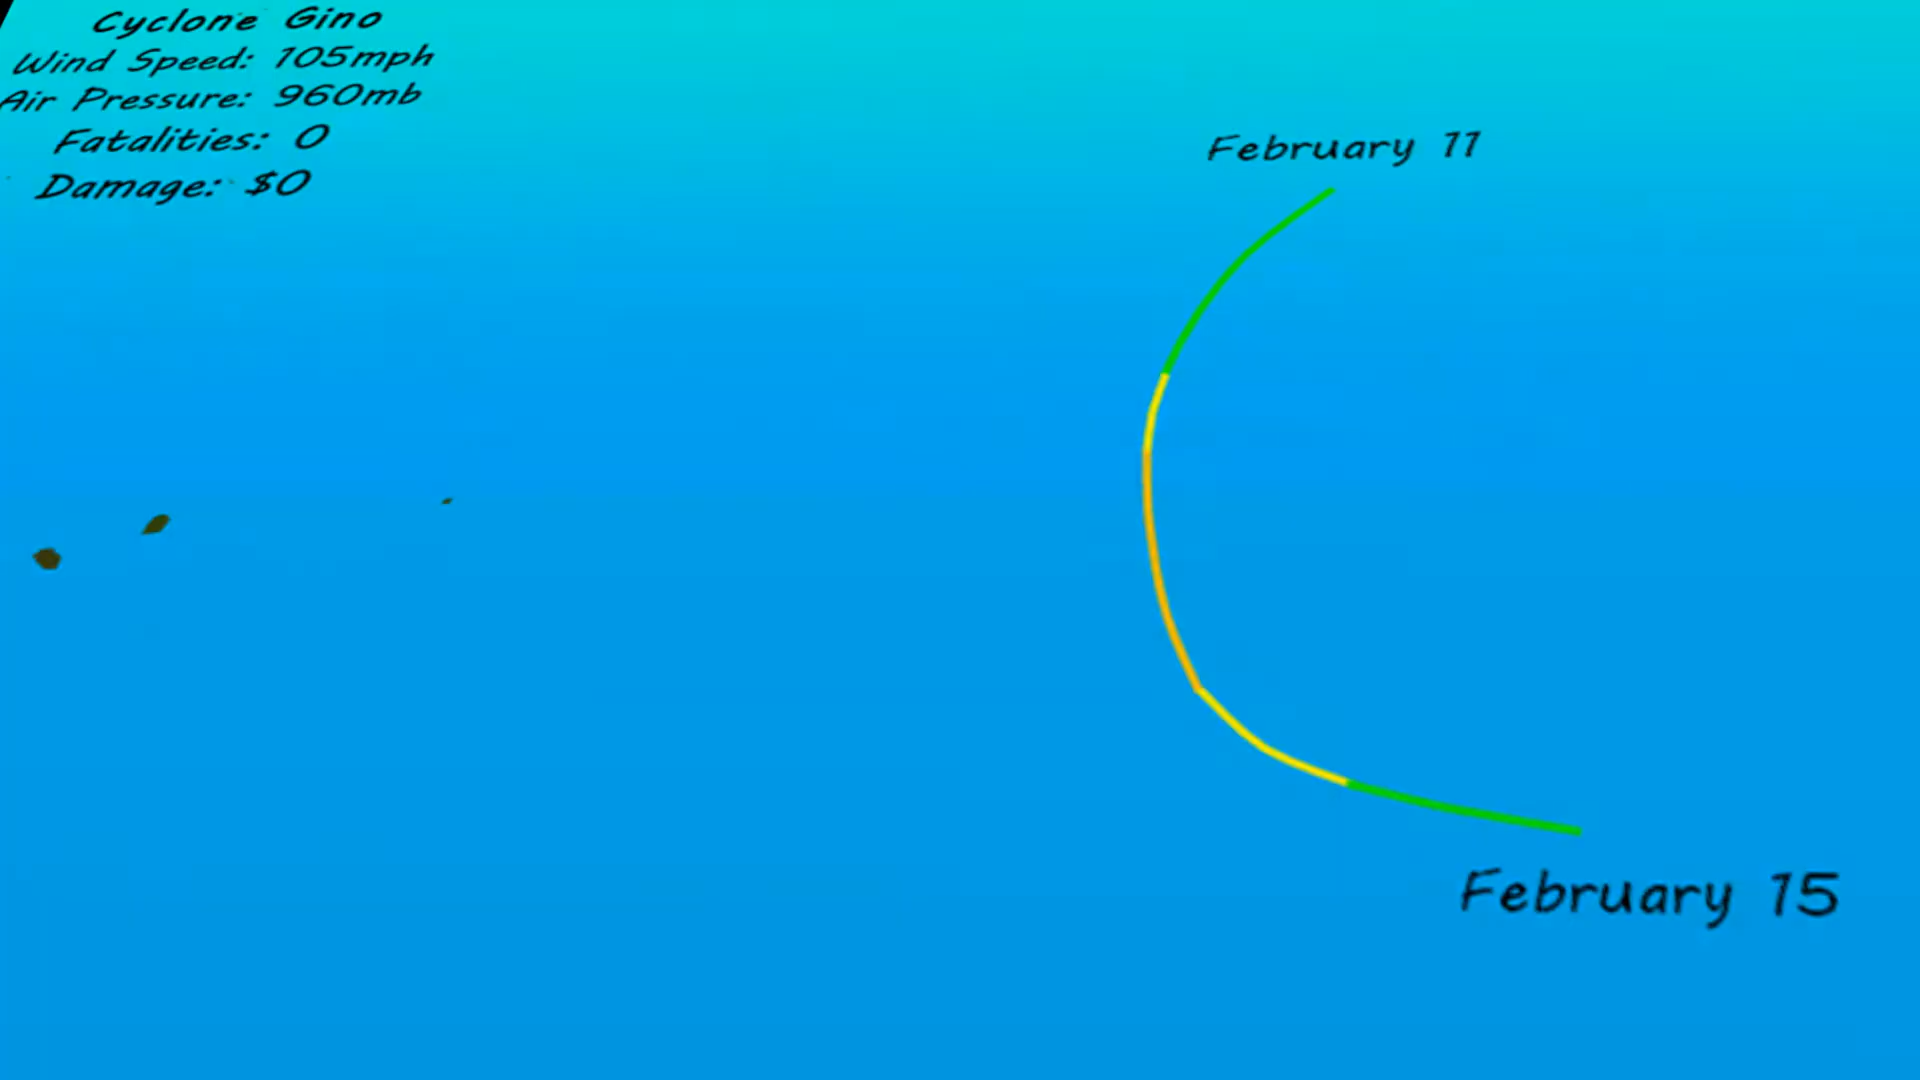 Cyclone Gino
Wind Speed: 105mph
Air Pressure: 960mb
Fatalities: 0
Damage: $0
February 11
February 15